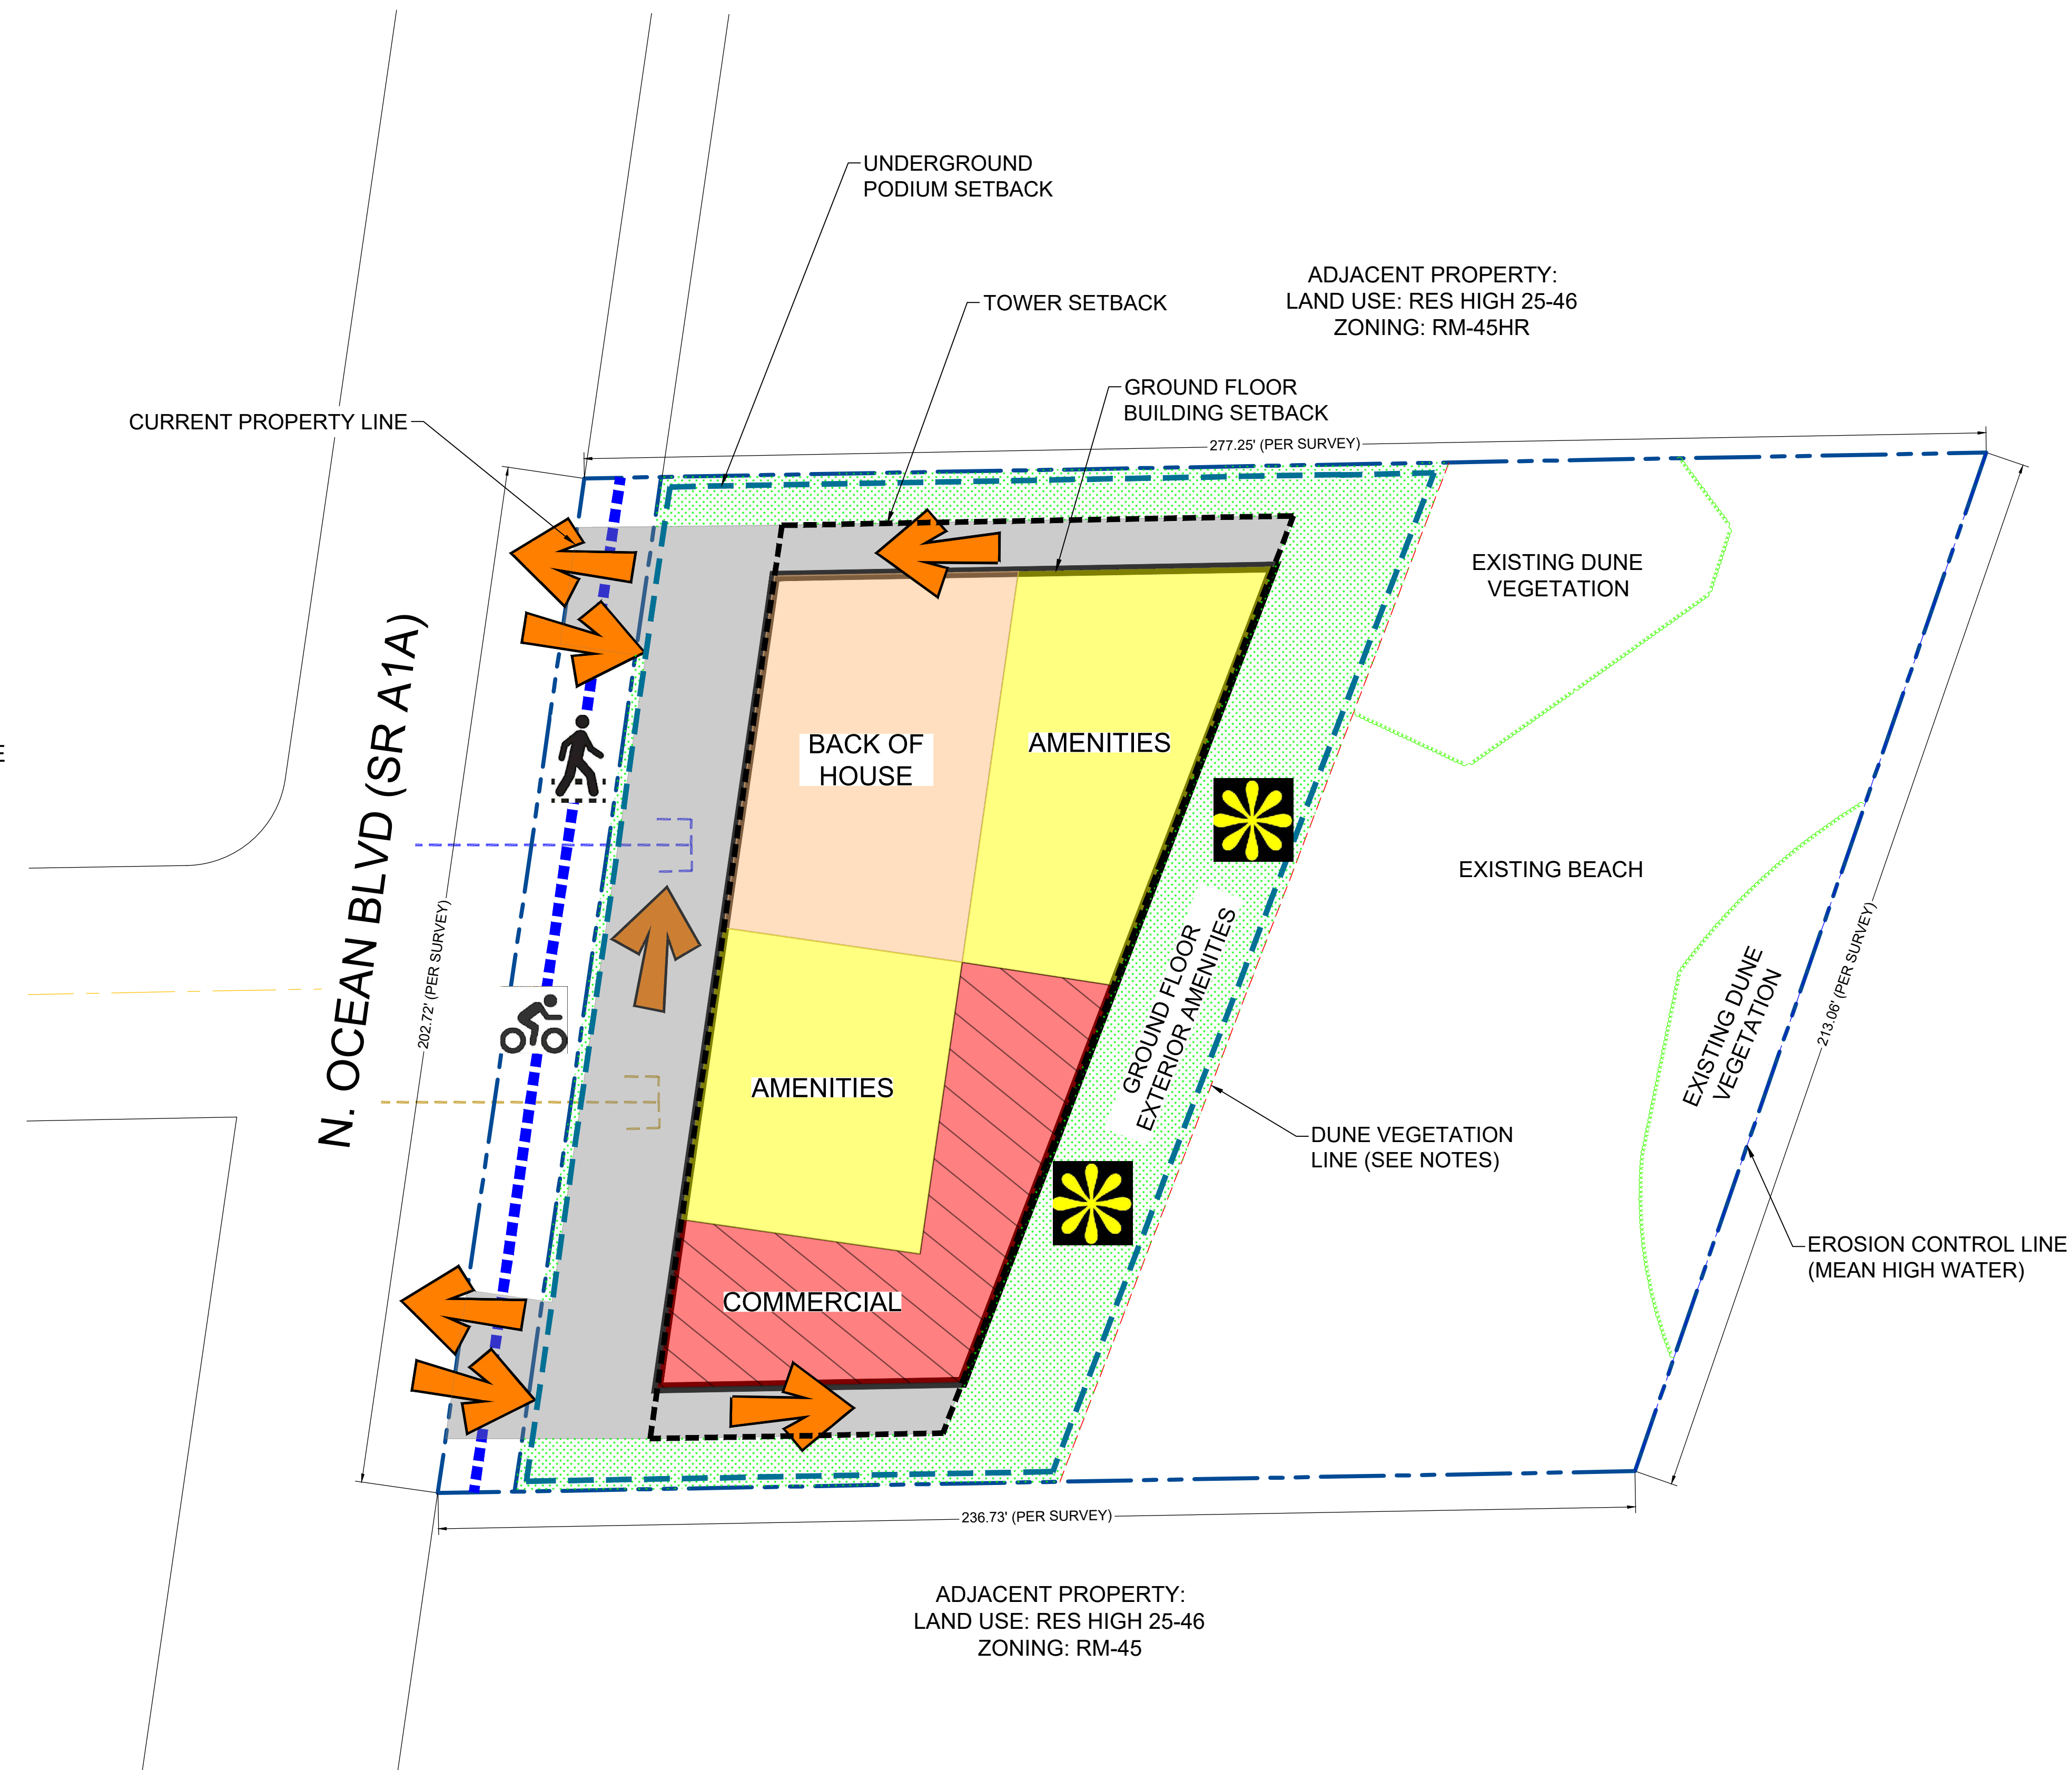 UNDERGROUND
PODIUM SETBACK
ADJACENT PROPERTY:
LAND USE: RES HIGH 25-46
ZONING: RM-45HR
TOWER SETBACK
GROUND FLOOR
BUILDING SETBACK
CURRENT PROPERTY LINE
277.25' (PER SURVEY)
EXISTING DUNE
VEGETATION
N. OCEAN BLVD (SR A1A)
202.72' (PER SURVEY)
BACK OF
HOUSE
AMENITIES
E
EXISTING BEACH
GROUND FLOOR
EXTERIOR AMENITIES
EXISTING DUNE
VEGETATION
213.06' (PER SURVEY)
AMENITIES
DUNE VEGETATION
LINE (SEE NOTES)
EROSION CONTROL LINE
(MEAN HIGH WATER)
COMMERCIAL
236.73' (PER SURVEY)
ADJACENT PROPERTY:
LAND USE: RES HIGH 25-46
ZONING: RM-45